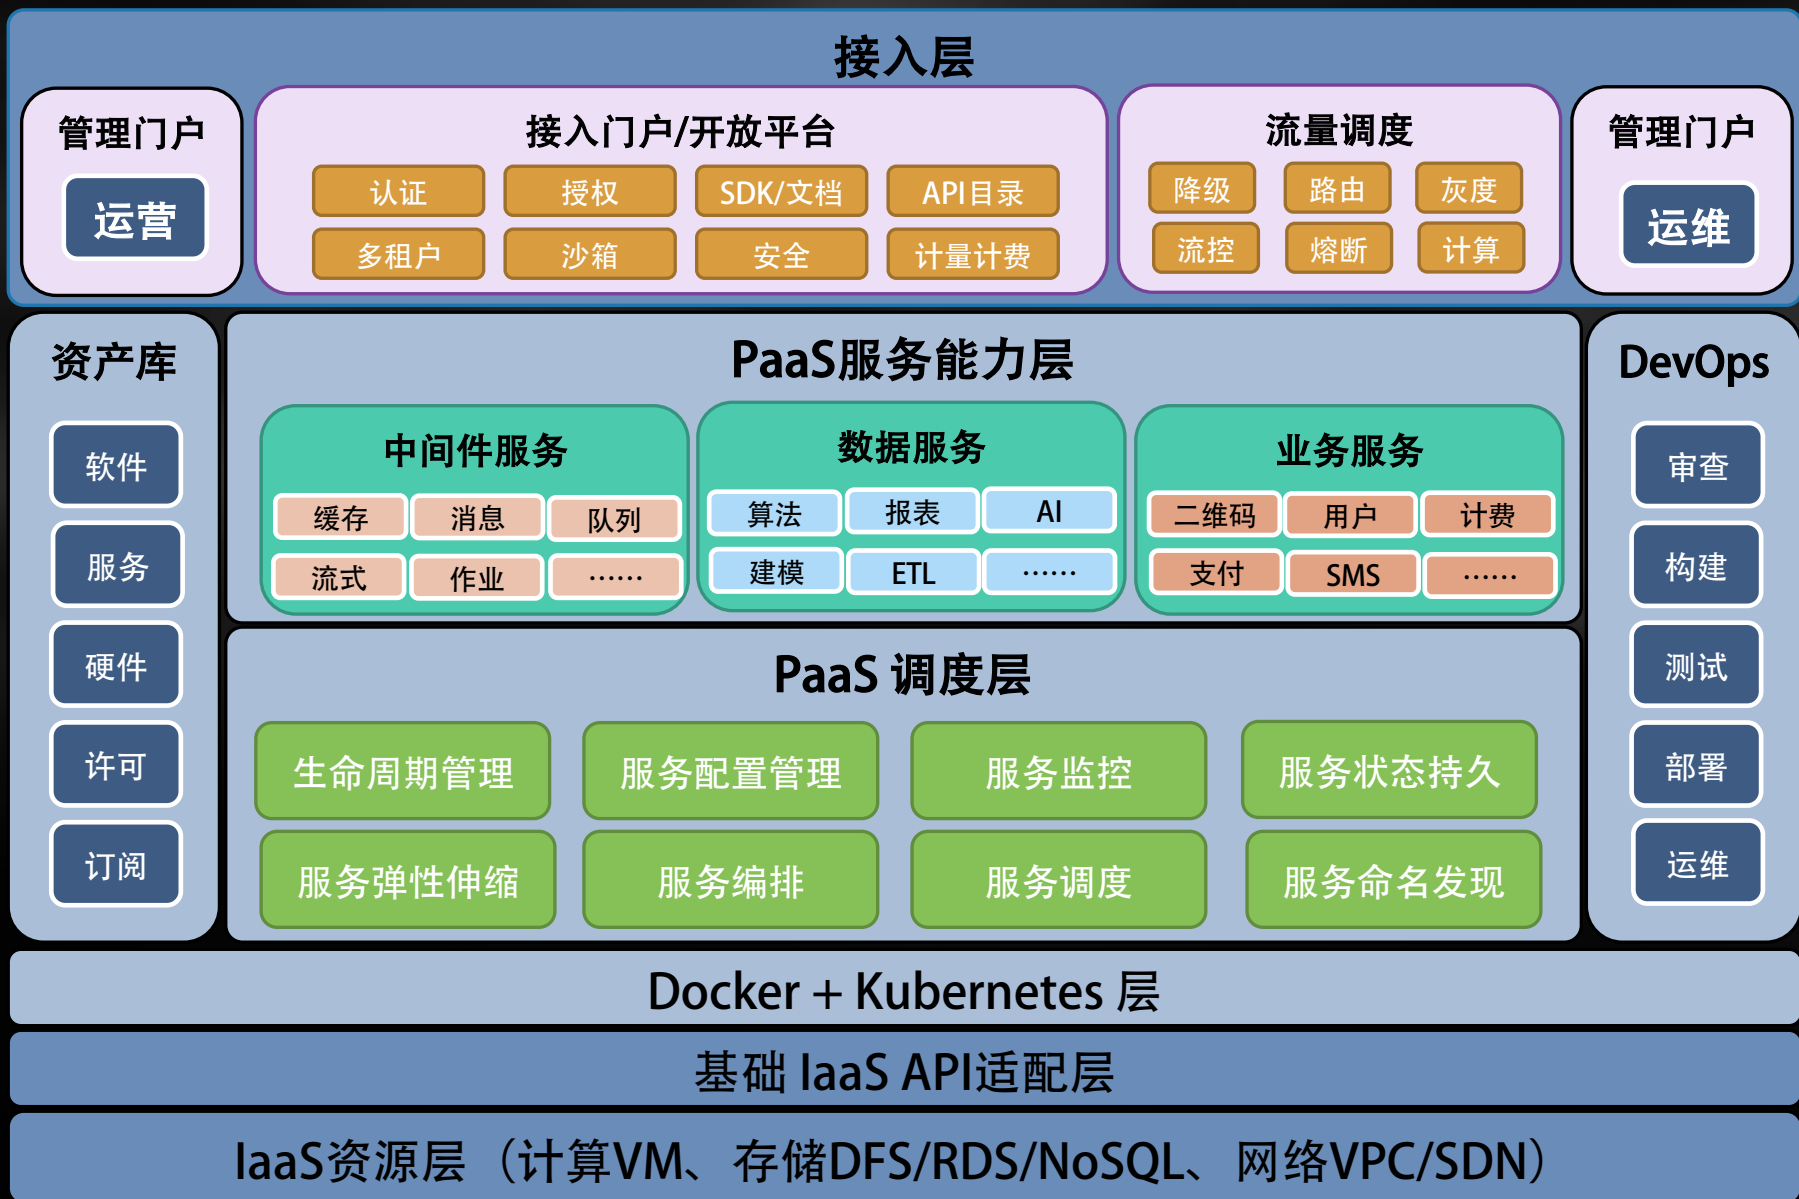 接入层
管理门户
运营
接入门户/开放平台
认证 授权 SDK/文档 API目录
多租户 沙箱 安全 计量计费
流量调度
降级 路由 灰度
流控 熔断 计算
管理门户
运维
资产库
软件
服务
硬件
许可
订阅
PaaS服务能力层
中间件服务
缓存 消息 队列
流式 作业 ……
数据服务
算法 报表 AI
建模 ETL ……
业务服务
二维码 用户 计费
支付 SMS ……
PaaS 调度层
生命周期管理 服务配置管理 服务监控 服务状态持久
服务弹性伸缩 服务编排 服务调度 服务命名发现
DevOps
审查
构建
测试
部署
运维
Docker + Kubernetes 层
基础 IaaS API适配层
IaaS资源层（计算VM、存储DFS/RDS/NoSQL、网络VPC/SDN）